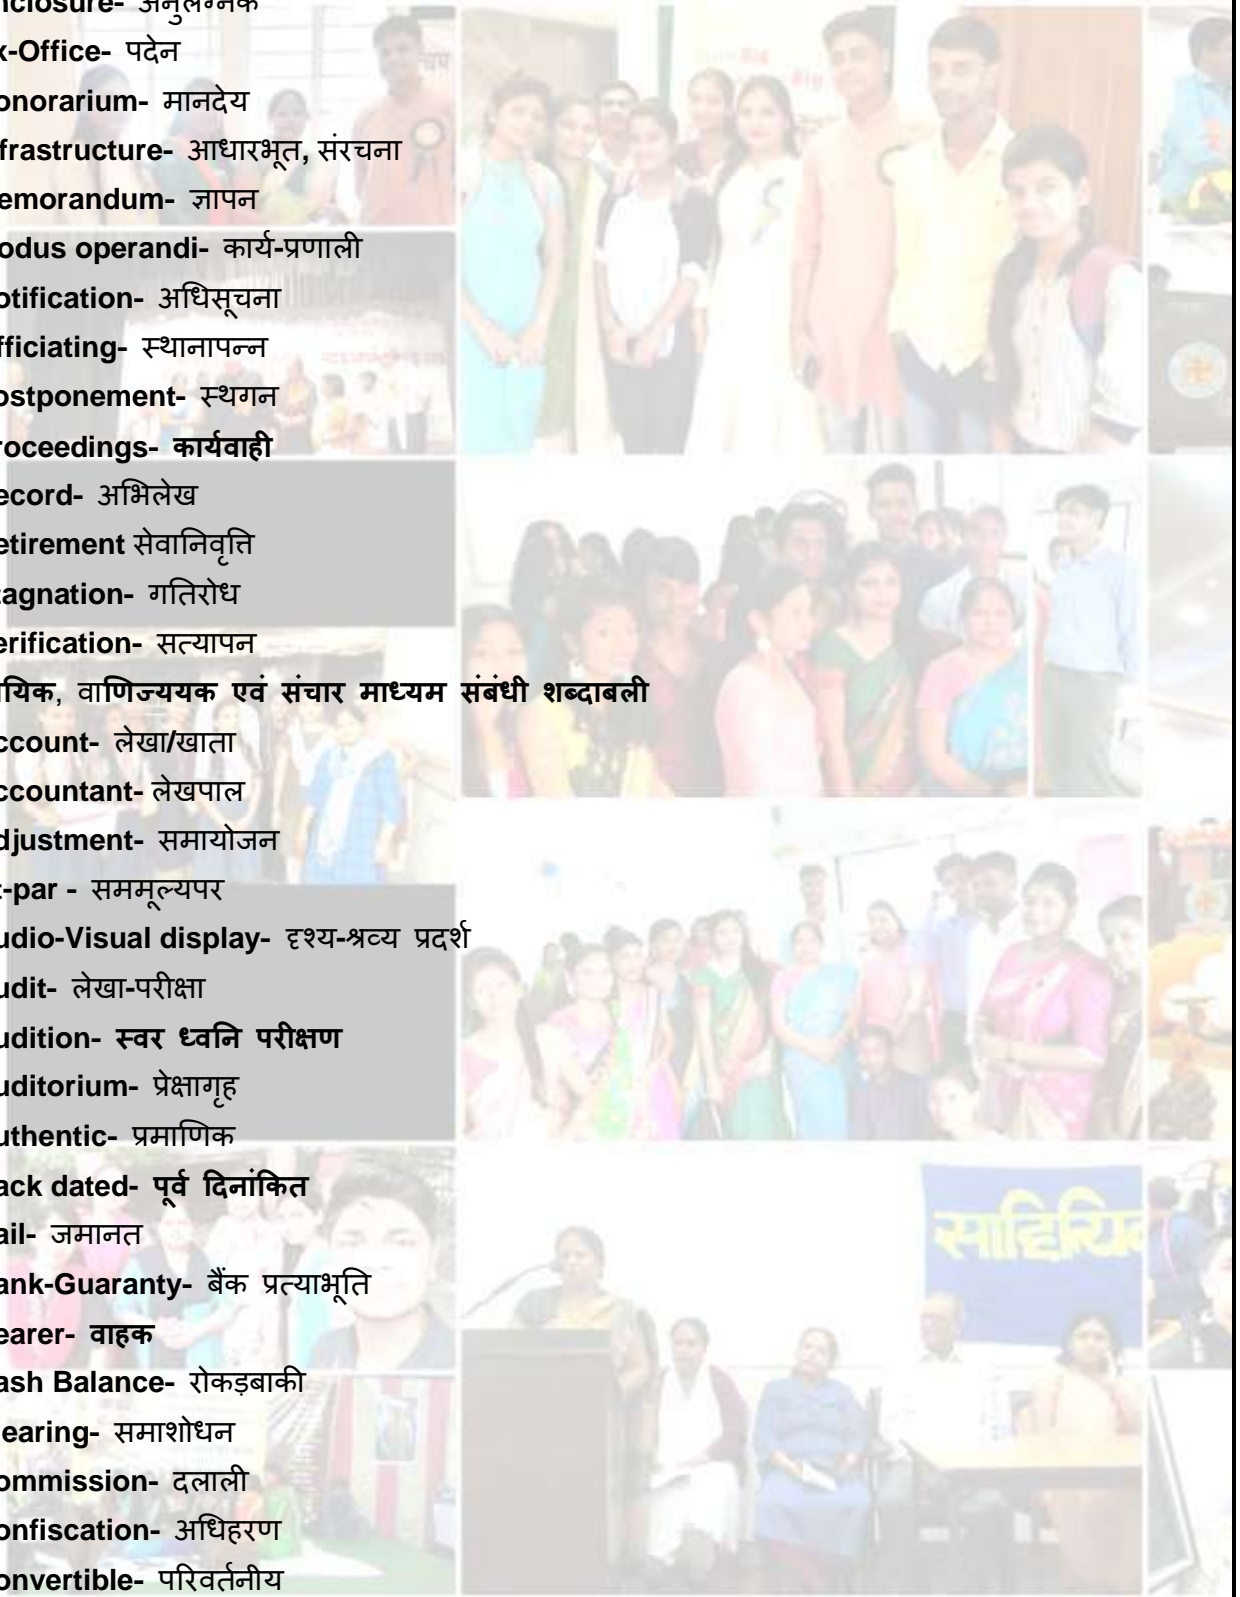 nclosure- अनुलग्नक
x-Office- पदेन
onorarium- मानदेय
frastructure- आधारभूत, संरचना
emorandum- ज्ञापन
odus operandi- कार्य-प्रणाली
otification- अधिसूचना
fficiating- स्थानापन्न
ostponement- स्थगन
roceedings- कार्यवाही
ecord- अभिलेख
etirement सेवानिवृत्ति
tagnation- गतिरोध
erification- सत्यापन
यिक, वाणिज्ययक एवं संचार माध्यम संबंधी शब्दाबली
ccount- लेखा/खाता
ccountant- लेखपाल
djustment- समायोजन
t-par - सममूल्यपर
udio-Visual display- दृश्य-श्रव्य प्रदर्श
udit- लेखा-परीक्षा
udition- स्वर ध्वनि परीक्षण
uditorium- प्रेक्षागृह
uthentic- प्रमाणिक
ack dated- पूर्व दिनांकित
ail- जमानत
साहित्यि
ank-Guaranty- बैंक प्रत्याभूति
earer- वाहक
ash Balance- रोकड़बाकी
learing- समाशोधन
ommission- दलाली
onfiscation- अधिहरण
onvertible- परिवर्तनीय